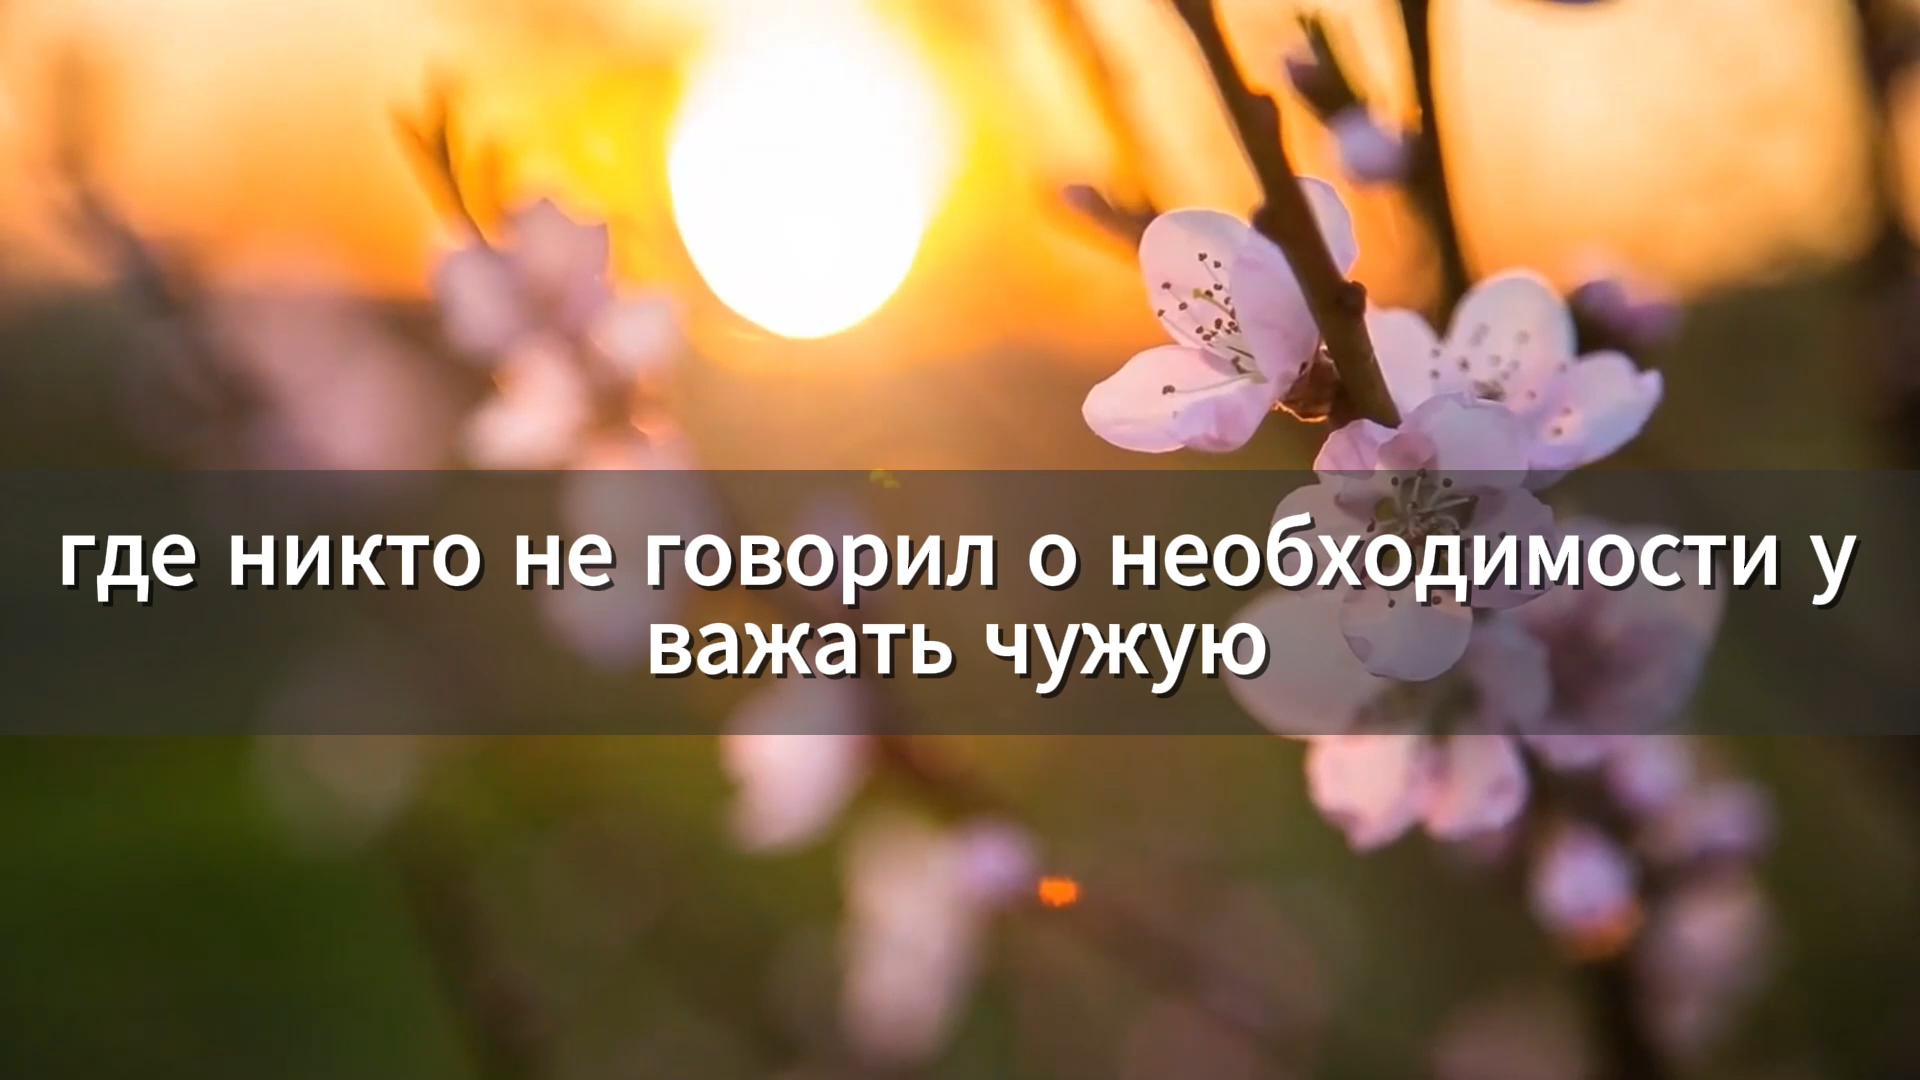 где никто не говорил о необходимости у
важать чужую